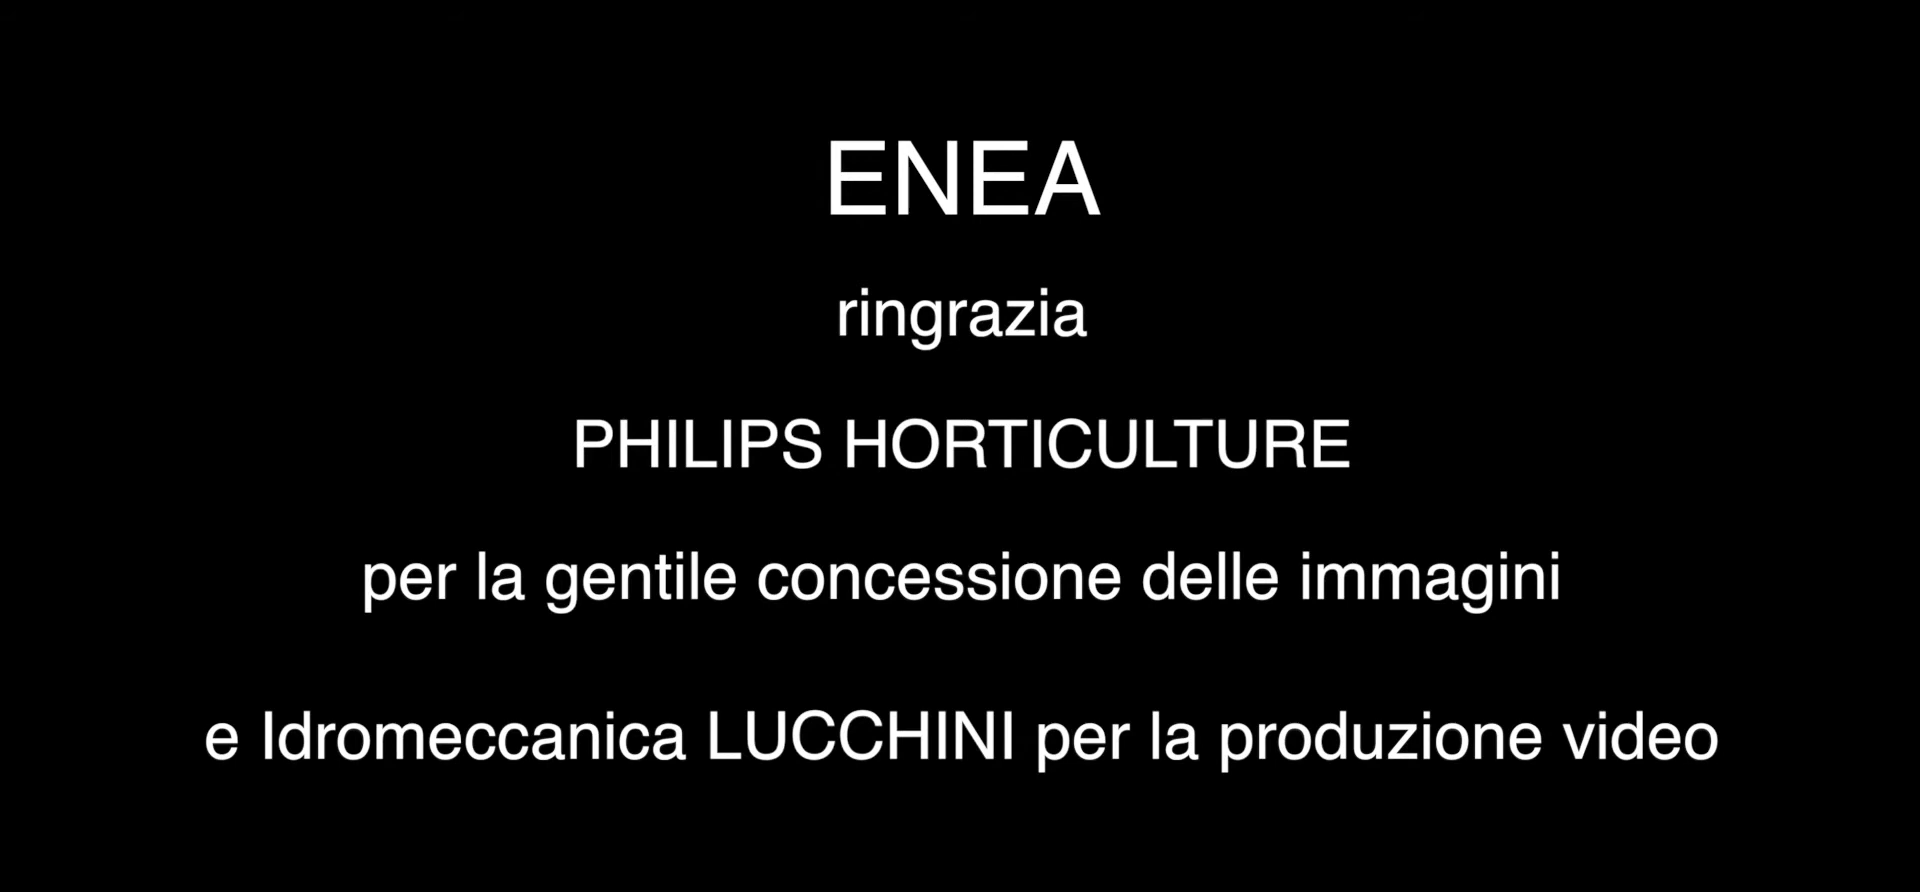 ENEA
ringrazia
PHILIPS HORTICULTURE
per la gentile concessione delle immagini
e Idromeccanica LUCCHINI per la produzione video